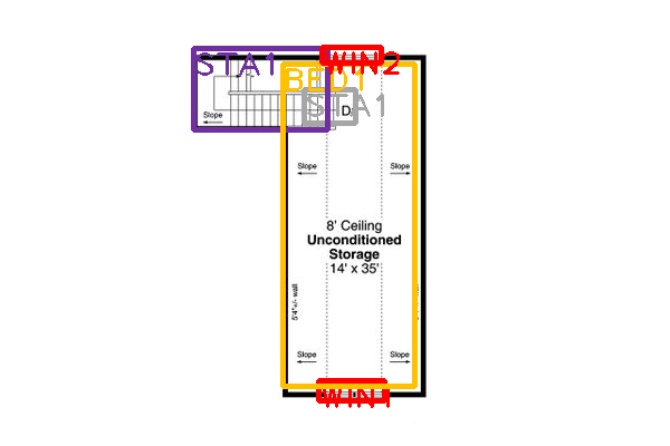 STA1
WIN2
BED1
STA1
D
Slope
Slope
Slope
8' Ceiling
Unconditioned
Storage
14' x 35'
5'4"+/- wall
Slope
Slope
WIN1